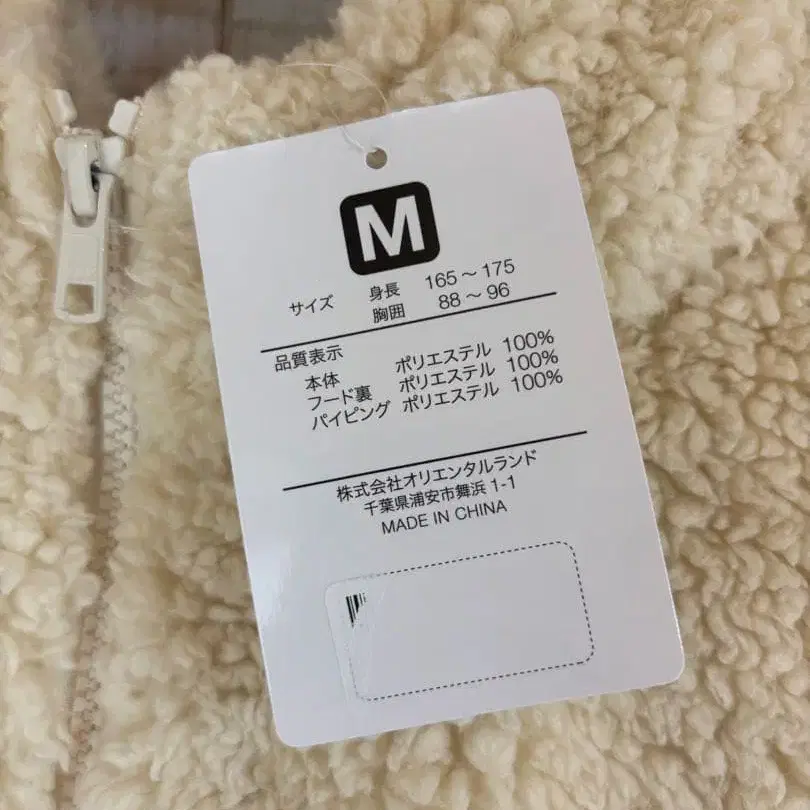 M
サイズ 身長 165～175
胸囲 88～96
品質表示
本体 ポリエステル 100%
フード裏 ポリエステル 100%
パイピング ポリエステル 100%
株式会社オリエンタルランド
千葉県浦安市舞浜 1-1
MADE IN CHINA